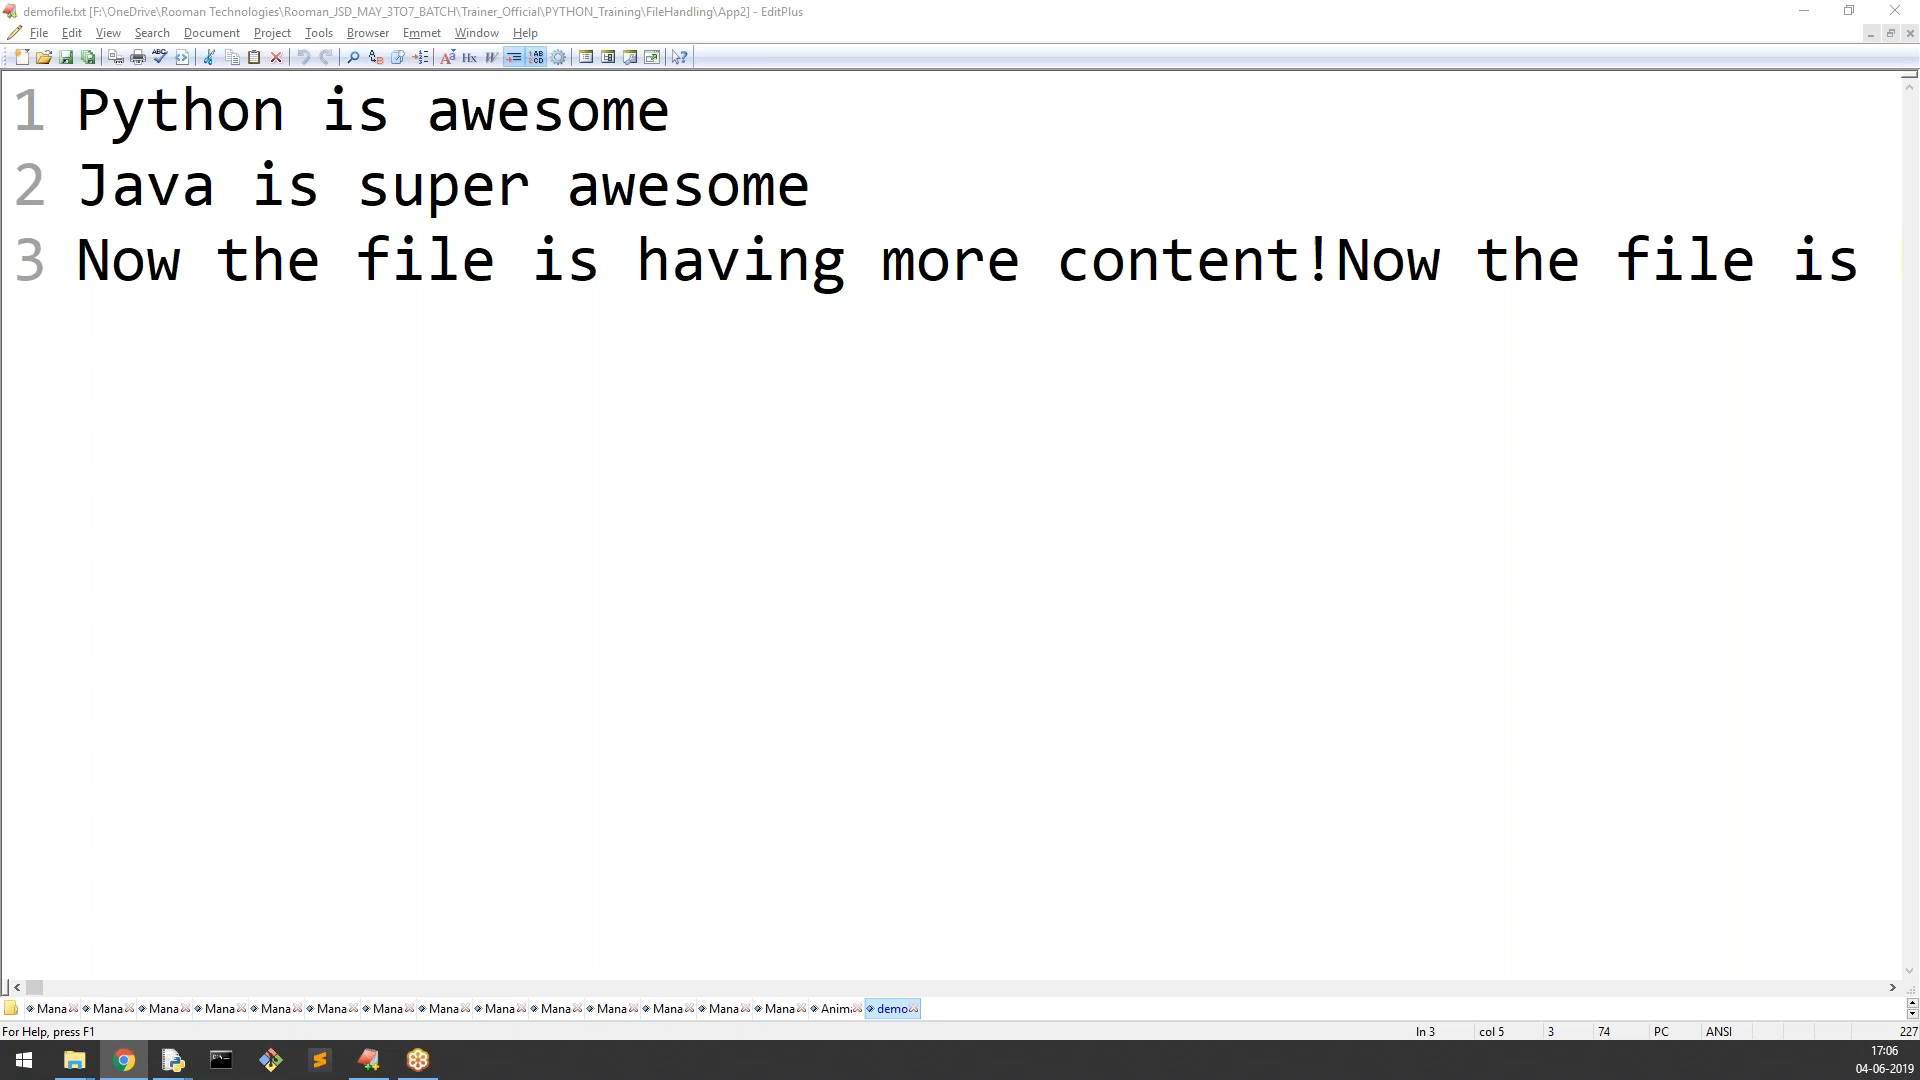 demofile.txt [F:\OneDrive\Rooman Technologies\Rooman_JSD_MAY_3TO7_BATCH\Trainer_Official\PYTHON_Training\FileHandling\App2] - EditPlus
File Edit View Search Document Project Tools Browser Emmet Window Help
1 Python is awesome
2 Java is super awesome
3 Now the file is having more content!Now the file is
Mana Mana Mana Mana Mana Mana Mana Mana Mana Mana Mana Mana Mana Mana Anim demo
For Help, press F1 ln 3 col 5 3 74 PC ANSI 227
17:06
04-06-2019